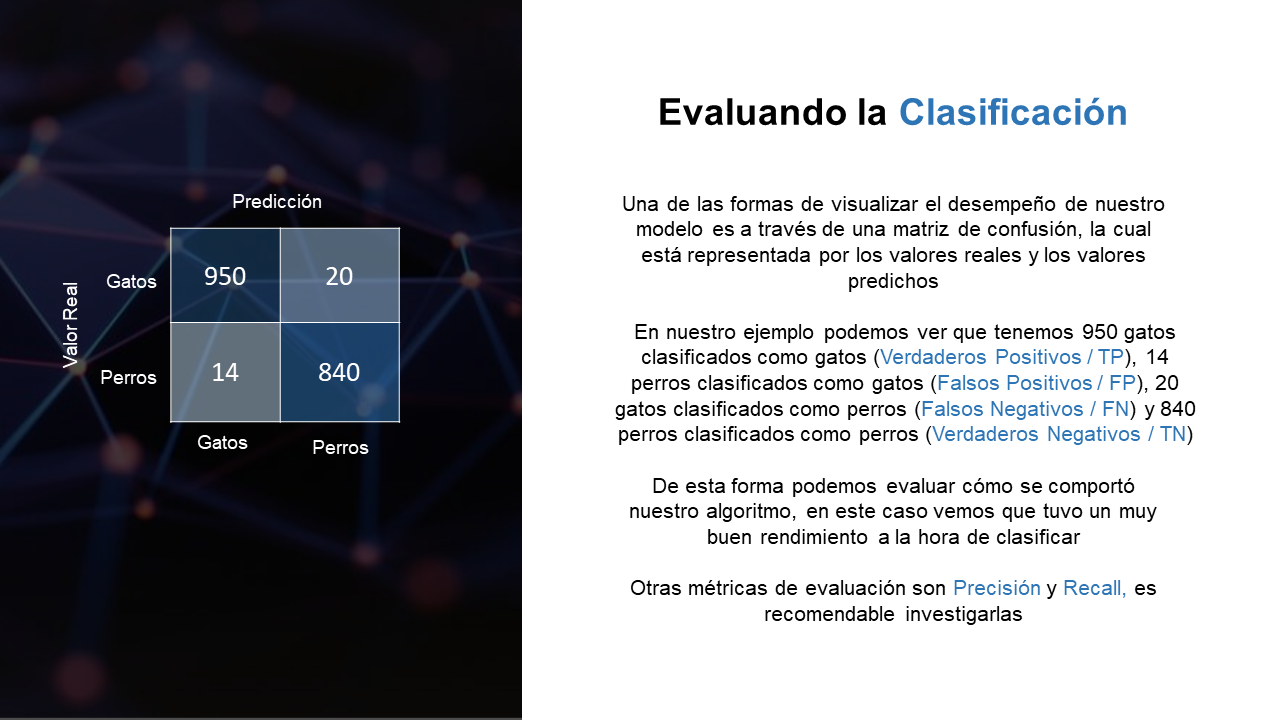 Predicción
Valor Real
Gatos
950
20
Perros
14
840
Gatos
Perros
Evaluando la Clasificación
Una de las formas de visualizar el desempeño de nuestro
modelo es a través de una matriz de confusión, la cual
está representada por los valores reales y los valores
predichos
En nuestro ejemplo podemos ver que tenemos 950 gatos
clasificados como gatos (Verdaderos Positivos / TP), 14
perros clasificados como gatos (Falsos Positivos / FP), 20
gatos clasificados como perros (Falsos Negativos / FN) y 840
perros clasificados como perros (Verdaderos Negativos / TN)
De esta forma podemos evaluar cómo se comportó
nuestro algoritmo, en este caso vemos que tuvo un muy
buen rendimiento a la hora de clasificar
Otras métricas de evaluación son Precisión y Recall, es
recomendable investigarlas